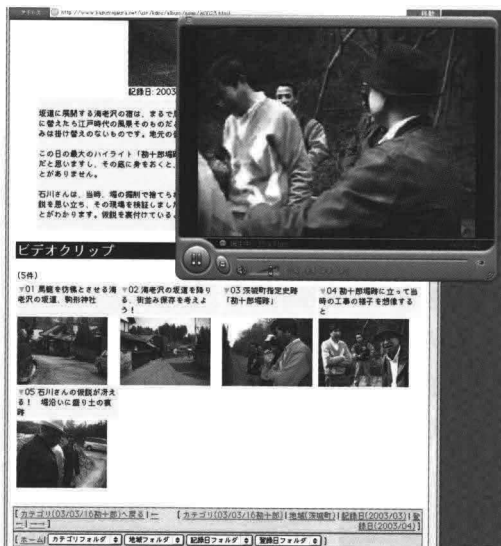 アドレス
移動
記録日: 2003
坂道に展開する海老沢の宿は、まるで
に替えたら江戸時代の風景そのものだと
みは掛け替えのないものです。地元の
この日の最大のハイライト「勘十郎堀跡
だと思いますし、その底に身をおくと、
とがありません。
石川さんは、当時、堀の掘削で捨てら
説を思い立ち、その現場を検証しました
とがわかります。仮説を裏付けている
ビデオクリップ
(5件)
▼01 馬籠を彷彿とさせる海老沢の坂道、駒形神社
▼02 海老沢の坂道を降りる、街並み保存を考えよう!
▼03 茨城町指定史跡「勘十郎堀跡」
▼04 勘十郎堀跡に立って当時の工事の様子を想像すると
▼05 石川さんの仮説が冴える! 堀沿いに盛り土の痕跡
[ カテゴリ(03/03/16勘十郎)へ戻る | ←
[ カテゴリ(03/03/16勘十郎) | 地域(茨城町) | 記録日(2003/03) | 登録日(2003/04) ]
[ ホーム | カテゴリフォルダ 地域フォルダ 記録日フォルダ 登録日フォルダ ]